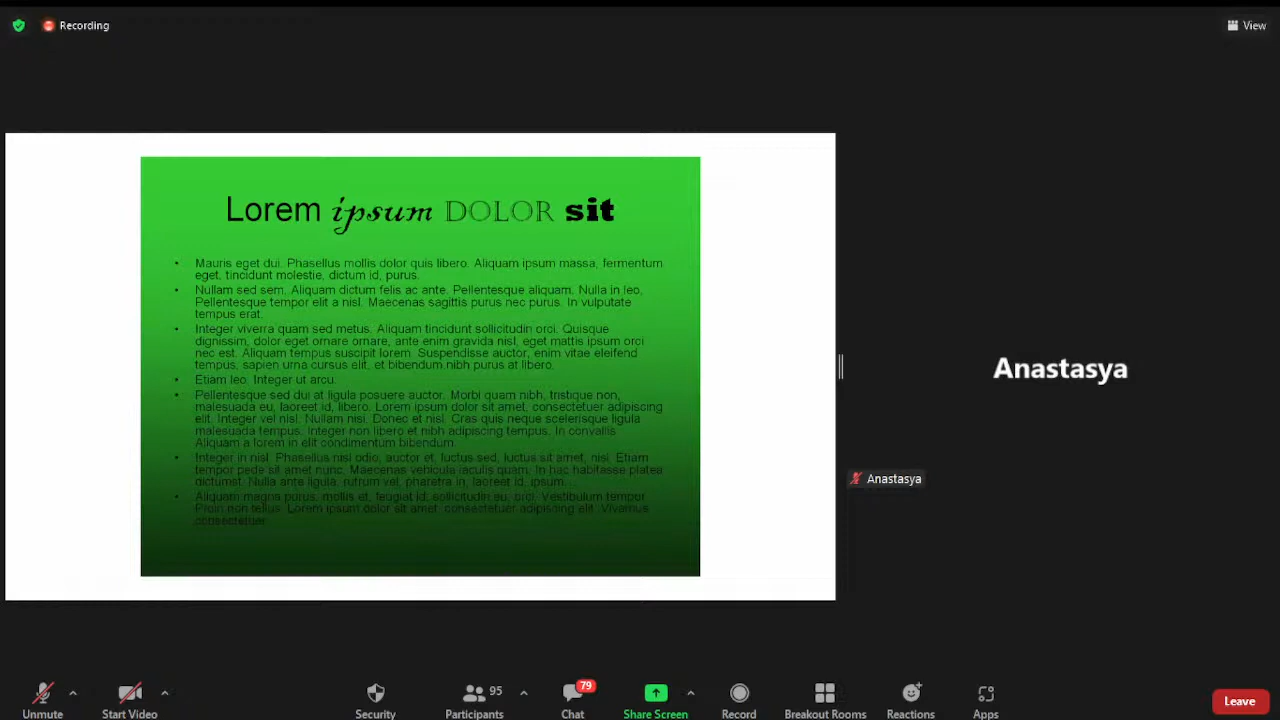 Recording
View
Lorem ipsum DOLOR sit
• Mauris eget dui. Phasellus mollis dolor quis libero. Aliquam ipsum massa, fermentum
eget, tincidunt molestie, dictum id, purus.
• Nullam sed sem. Aliquam dictum felis ac ante. Pellentesque aliquam. Nulla in leo.
Pellentesque tempor elit a nisl. Maecenas sagittis purus nec purus. In vulputate
tempus erat.
• Integer viverra quam sed metus. Aliquam tincidunt sollicitudin orci. Quisque
dignissim, dolor eget ornare ornare, ante enim gravida nisl, eget mattis ipsum orci
nec est. Aliquam tempus suscipit lorem. Suspendisse auctor, enim vitae eleifend
tempus, sapien urna cursus elit, et bibendum nibh purus at libero.
• Etiam leo. Integer ut arcu.
• Pellentesque sed dui at ligula posuere auctor. Morbi quam nibh, tristique non,
malesuada eu, laoreet id, libero. Lorem ipsum dolor sit amet, consectetuer adipiscing
elit. Integer vel nisl. Nullam nisi. Donec et nisl. Cras quis neque scelerisque ligula
malesuada tempus. Integer non libero et nibh adipiscing tempus. In convallis
Aliquam a lorem in elit condimentum bibendum.
• Integer in nisl. Phasellus nisi odio, auctor et, luctus sed, luctus sit amet, nisl. Etiam
tempor pede sit amet nunc. Maecenas vehicula iaculis quam. In hac habitasse platea
dictumst. Nulla ante ligula, rutrum vel, pharetra in, laoreet id, ipsum....
• Aliquam magna purus, mollis et, feugiat id, sollicitudin eu, orci. Vestibulum tempor.
Proin non tellus. Lorem ipsum dolor sit amet, consectetuer adipiscing elit. Vivamus
consectetuer.
Anastasya
Anastasya
95
79
Unmute
Start Video
Security
Participants
Chat
Share Screen
Record
Breakout Rooms
Reactions
Apps
Leave